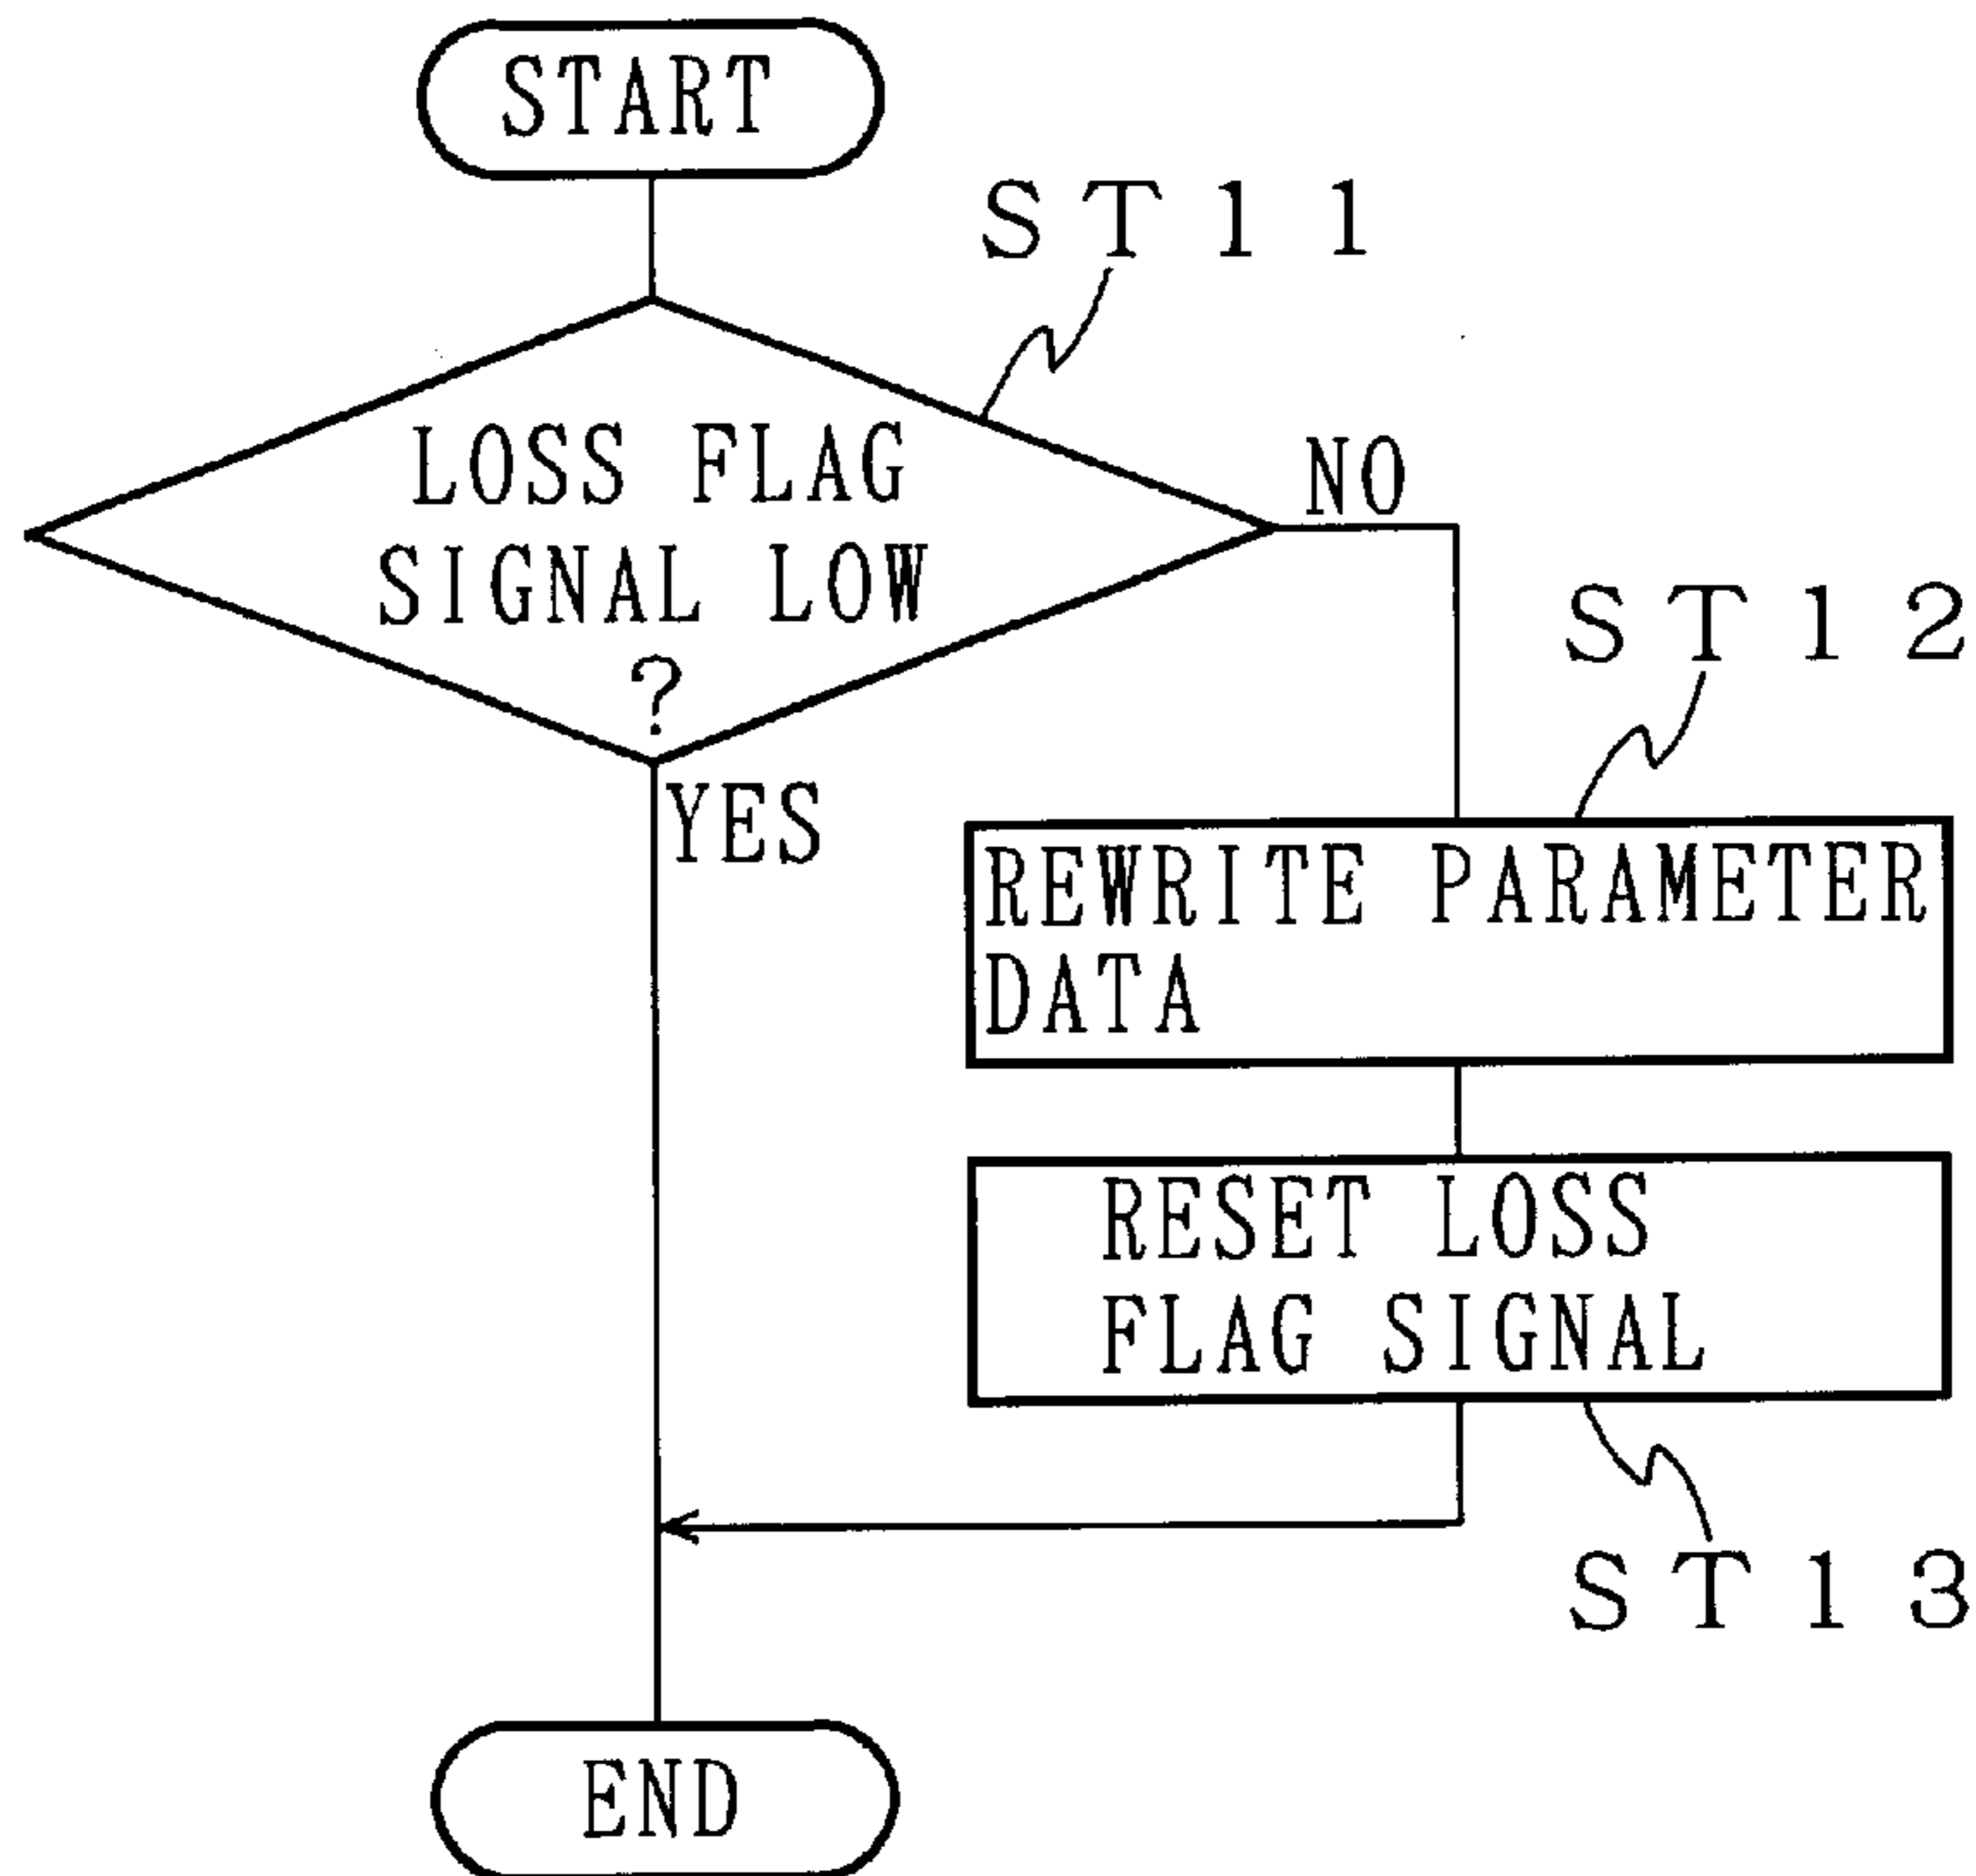 START
ST11
LOSS FLAG
SIGNAL LOW
?
NO
YES
ST12
REWRITE PARAMETER
DATA
RESET LOSS
FLAG SIGNAL
ST13
END